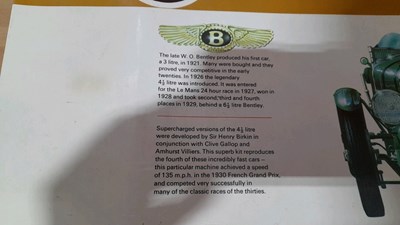 B
The late W. O. Bentley produced his first car,
a 3 litre, in 1921. Many were bought and they
proved very competitive in the early
twenties. In 1926 the legendary
4½ litre was introduced. It was entered
for the Le Mans 24 hour race in 1927, won in
1928 and took second, third and fourth
places in 1929, behind a 6½ litre Bentley.
Supercharged versions of the 4½ litre
were developed by Sir Henry Birkin in
conjunction with Clive Gallop and
Amhurst Villiers. This superb kit reproduces
the fourth of these incredibly fast cars –
this particular machine achieved a speed
of 135 m.p.h. in the 1930 French Grand Prix,
and competed very successfully in
many of the classic races of the thirties.